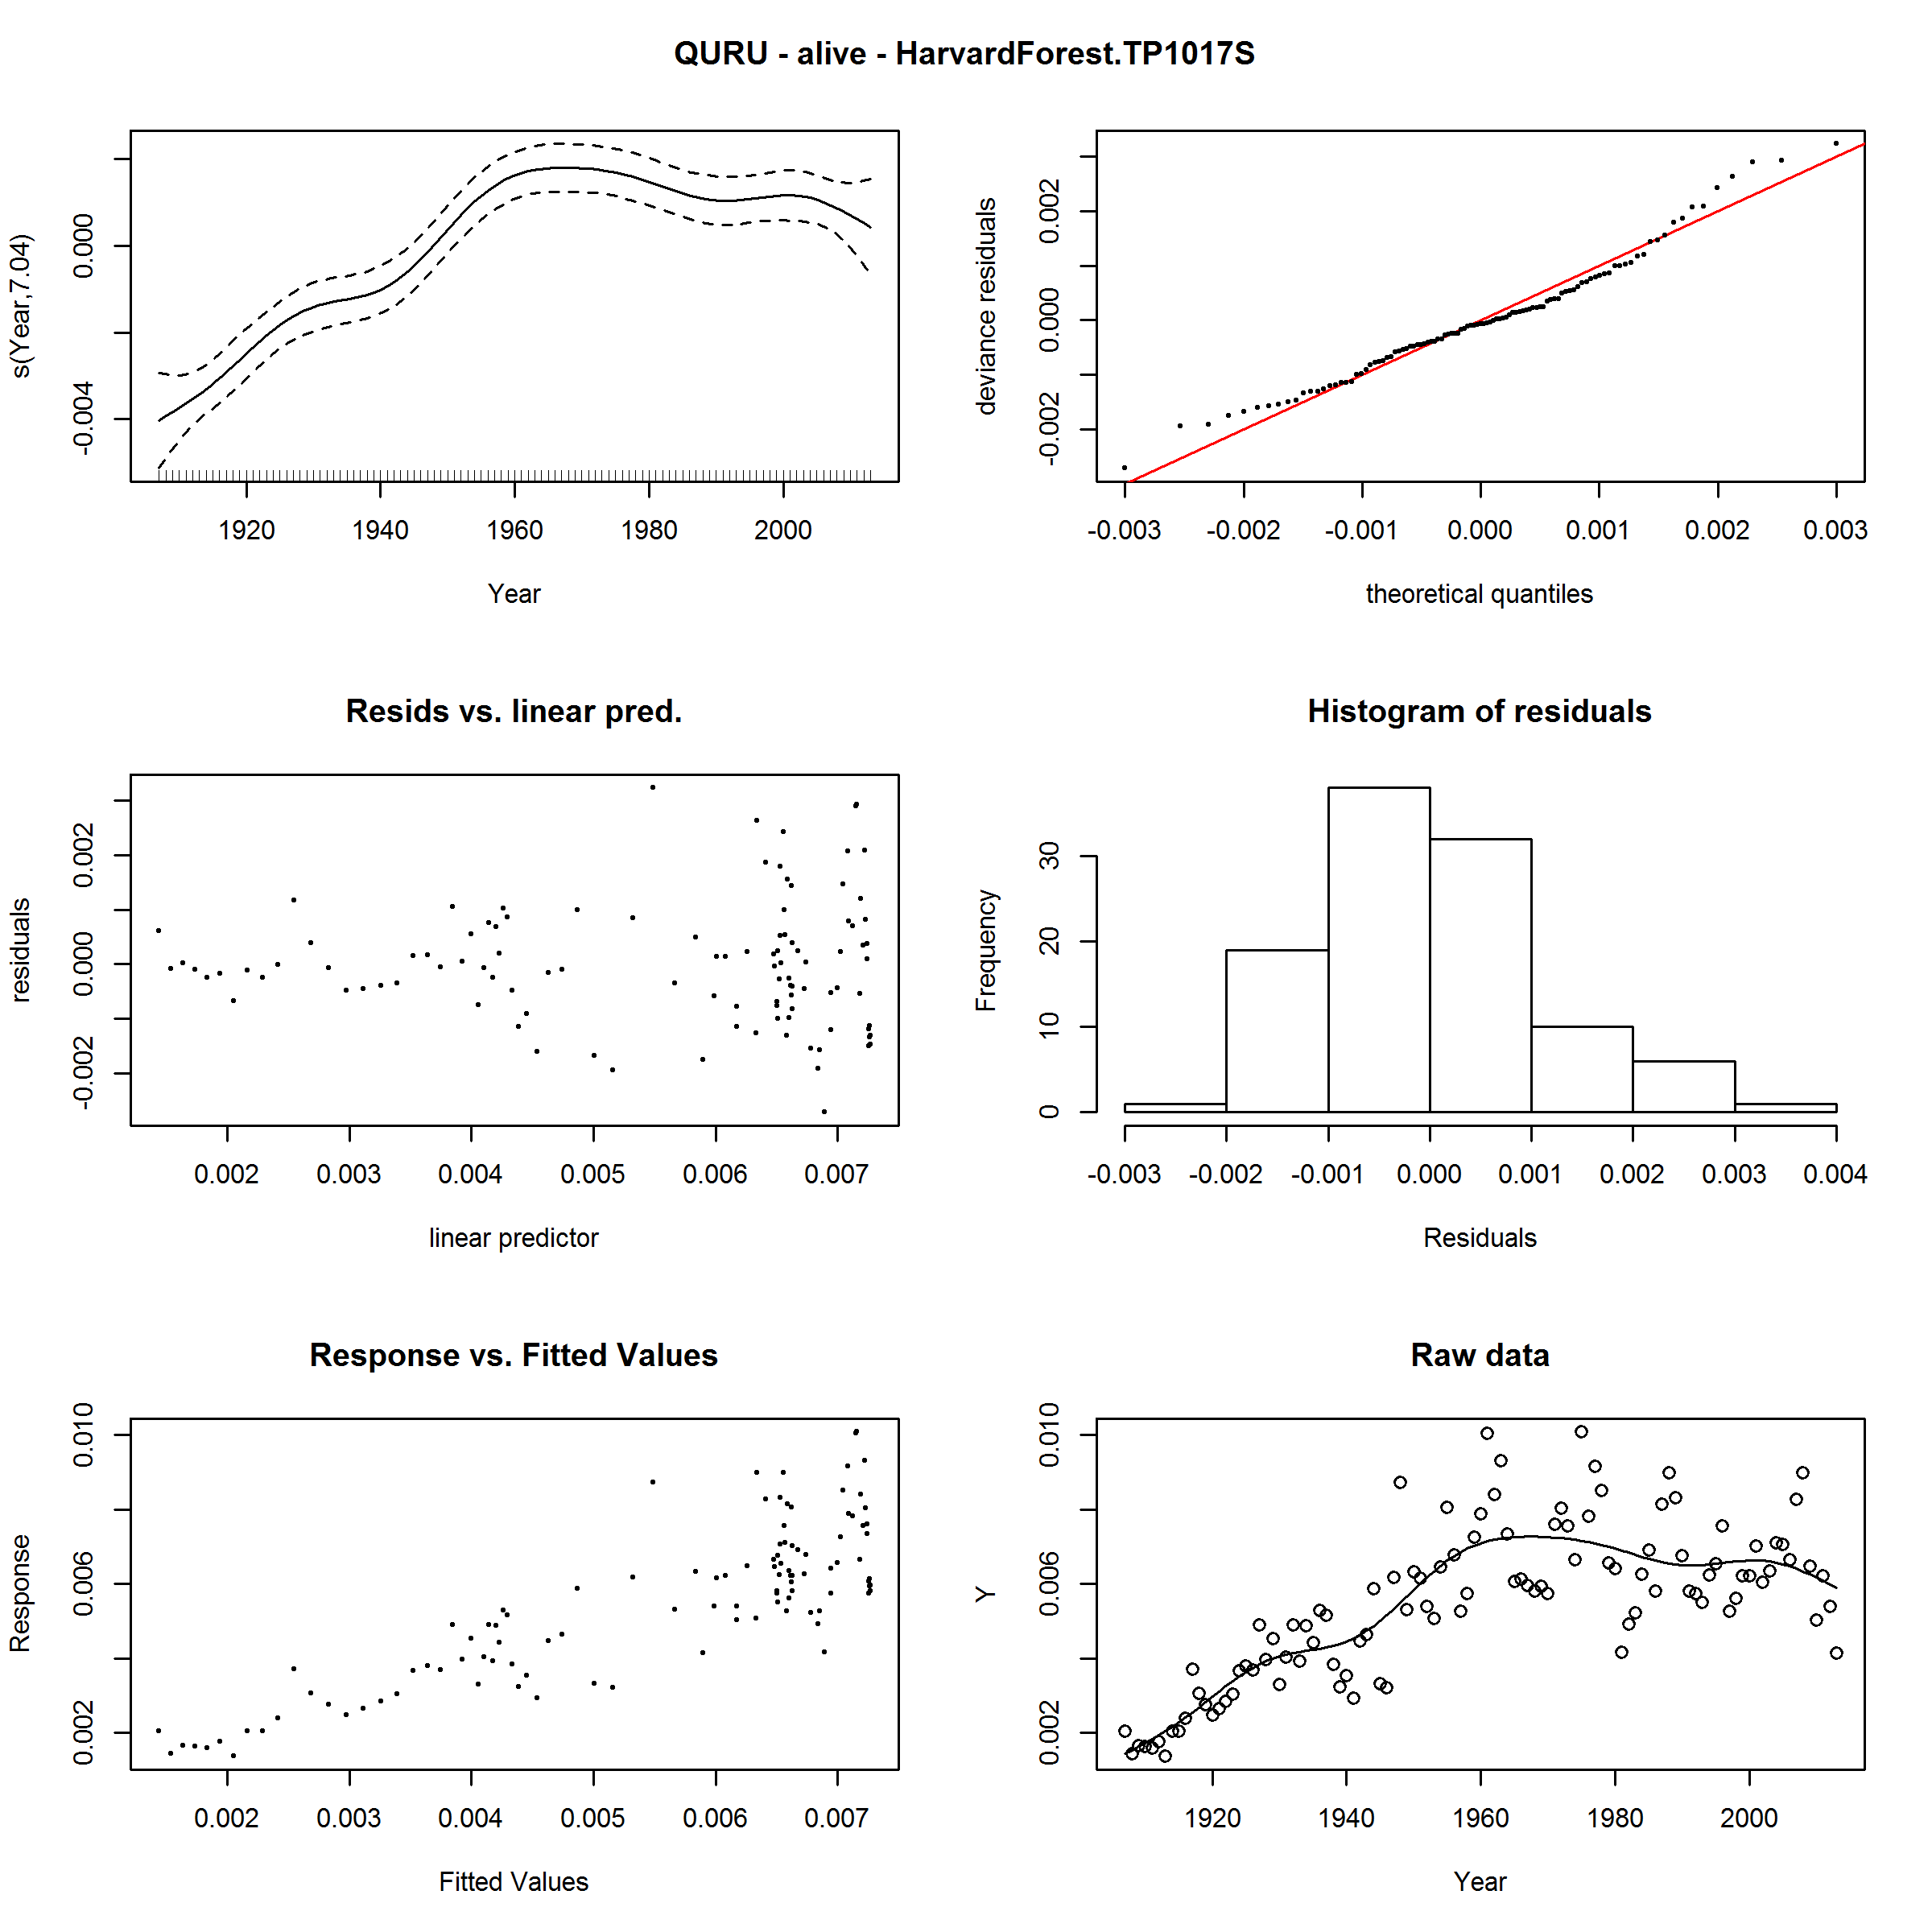 QURU - alive - HarvardForest.TP1017S
s(Year,7.04)
-0.004 0.000
1920 1940 1960 1980 2000
Year
deviance residuals
-0.002 0.000 0.002
-0.003 -0.002 -0.001 0.000 0.001 0.002 0.003
theoretical quantiles
Resids vs. linear pred.
residuals
-0.002 0.000 0.002
0.002 0.003 0.004 0.005 0.006 0.007
linear predictor
Histogram of residuals
Frequency
0 10 20 30
-0.003 -0.002 -0.001 0.000 0.001 0.002 0.003 0.004
Residuals
Response vs. Fitted Values
Response
0.002 0.006 0.010
0.002 0.003 0.004 0.005 0.006 0.007
Fitted Values
Raw data
Y
0.002 0.006 0.010
1920 1940 1960 1980 2000
Year